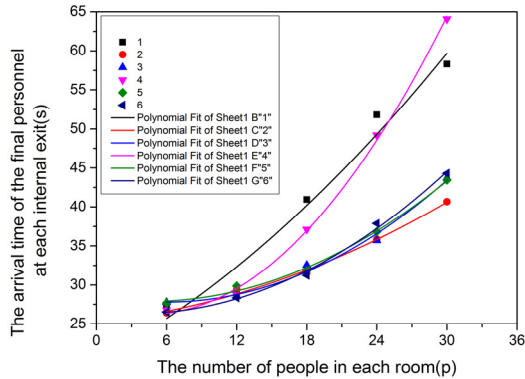 The arrival time of the final personnel
at each internal exit(s)
65
60
55
50
45
40
35
30
25
1
2
3
4
5
6
Polynomial Fit of Sheet1 B"1"
Polynomial Fit of Sheet1 C"2"
Polynomial Fit of Sheet1 D"3"
Polynomial Fit of Sheet1 E"4"
Polynomial Fit of Sheet1 F"5"
Polynomial Fit of Sheet1 G"6"
0 6 12 18 24 30 36
The number of people in each room(p)